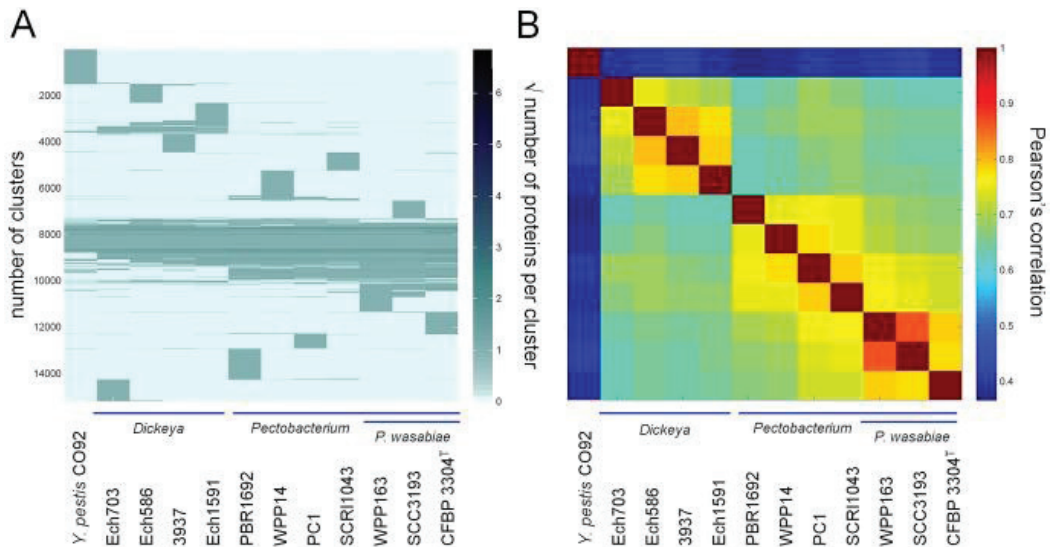 A
number of clusters
2000
4000
6000
8000
10000
12000
14000
6
5
4
3
2
1
0
√ number of proteins per cluster
Dickeya
Pectobacterium
P. wasabiae
Y. pestis CO92
Ech703
Ech586
3937
Ech1591
PBR1692
WPP14
PC1
SCRI1043
WPP163
SCC3193
CFBP 3304ᵀ
B
1
0.9
0.8
0.7
0.6
0.5
0.4
Pearson's correlation
Dickeya
Pectobacterium
P. wasabiae
Y. pestis CO92
Ech703
Ech586
3937
Ech1591
PBR1692
WPP14
PC1
SCRI1043
WPP163
SCC3193
CFBP 3304ᵀ